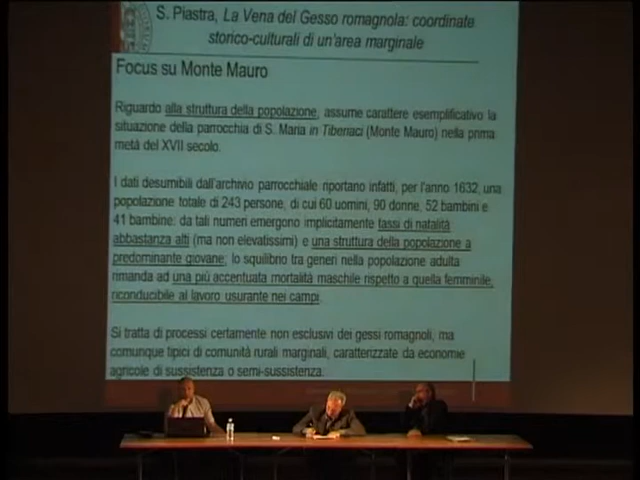 S. Piastra, La Vena del Gesso romagnola: coordinate
storico-culturali di un'area marginale
Focus su Monte Mauro
Riguardo alla struttura della popolazione, assume carattere esemplificativo la
situazione della parrocchia di S. Maria in Tiberiaci (Monte Mauro) nella prima
metà del XVII secolo.
I dati desumibili dall'archivio parrocchiale riportano infatti, per l'anno 1632, una
popolazione totale di 243 persone, di cui 60 uomini, 90 donne, 52 bambini e
41 bambine: da tali numeri emergono implicitamente tassi di natalità
abbastanza alti (ma non elevatissimi) e una struttura della popolazione a
predominante giovane; lo squilibrio tra generi nella popolazione adulta
rimanda ad una più accentuata mortalità maschile rispetto a quella femminile,
riconducibile al lavoro usurante nei campi.
Si tratta di processi certamente non esclusivi dei gessi romagnoli, ma
comunque tipici di comunità rurali marginali, caratterizzate da economie
agricole di sussistenza o semi-sussistenza.